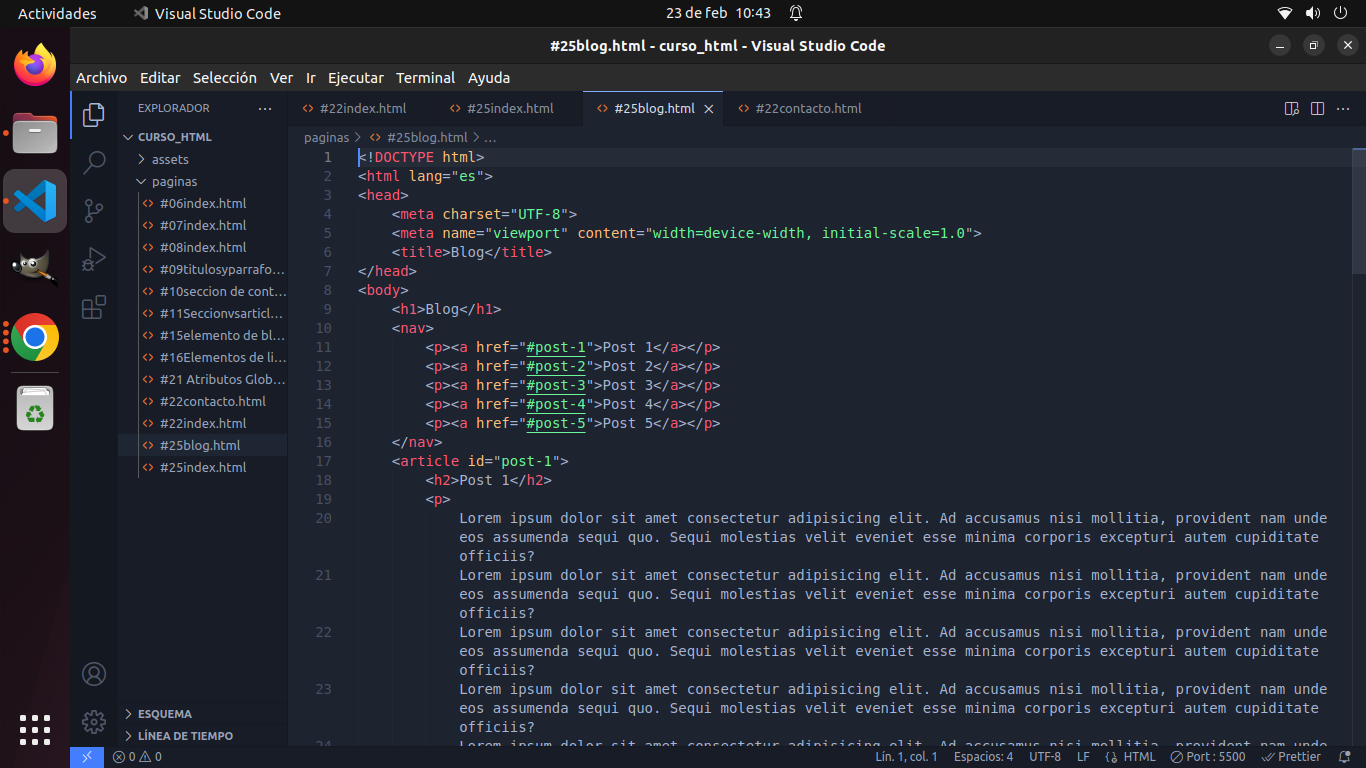 Actividades
Visual Studio Code
23 de feb 10:43
#25blog.html - curso_html - Visual Studio Code
Archivo Editar Selección Ver Ir Ejecutar Terminal Ayuda
EXPLORADOR
CURSO_HTML
assets
paginas
#06index.html
#07index.html
#08index.html
#09titulosyparrafo...
#10seccion de cont...
#11Seccionvsarticl...
#15elemento de bl...
#16Elementos de li...
#21 Atributos Glob...
#22contacto.html
#22index.html
#25blog.html
#25index.html
ESQUEMA
LÍNEA DE TIEMPO
#22index.html
#25index.html
#25blog.html
#22contacto.html
paginas > #25blog.html > ...
1 <!DOCTYPE html>
2 <html lang="es">
3 <head>
4 <meta charset="UTF-8">
5 <meta name="viewport" content="width=device-width, initial-scale=1.0">
6 <title>Blog</title>
7 </head>
8 <body>
9 <h1>Blog</h1>
10 <nav>
11 <p><a href="#post-1">Post 1</a></p>
12 <p><a href="#post-2">Post 2</a></p>
13 <p><a href="#post-3">Post 3</a></p>
14 <p><a href="#post-4">Post 4</a></p>
15 <p><a href="#post-5">Post 5</a></p>
16 </nav>
17 <article id="post-1">
18 <h2>Post 1</h2>
19 <p>
20 Lorem ipsum dolor sit amet consectetur adipisicing elit. Ad accusamus nisi mollitia, provident nam unde
eos assumenda sequi quo. Sequi molestias velit eveniet esse minima corporis excepturi autem cupiditate
officiis?
21 Lorem ipsum dolor sit amet consectetur adipisicing elit. Ad accusamus nisi mollitia, provident nam unde
eos assumenda sequi quo. Sequi molestias velit eveniet esse minima corporis excepturi autem cupiditate
officiis?
22 Lorem ipsum dolor sit amet consectetur adipisicing elit. Ad accusamus nisi mollitia, provident nam unde
eos assumenda sequi quo. Sequi molestias velit eveniet esse minima corporis excepturi autem cupiditate
officiis?
23 Lorem ipsum dolor sit amet consectetur adipisicing elit. Ad accusamus nisi mollitia, provident nam unde
eos assumenda sequi quo. Sequi molestias velit eveniet esse minima corporis excepturi autem cupiditate
officiis?
24 Lorem ipsum dolor sit amet consectetur adipisicing elit. Ad accusamus nisi mollitia, provident nam unde
0 0
Lín. 1, col. 1 Espacios: 4 UTF-8 LF HTML Port : 5500 Prettier